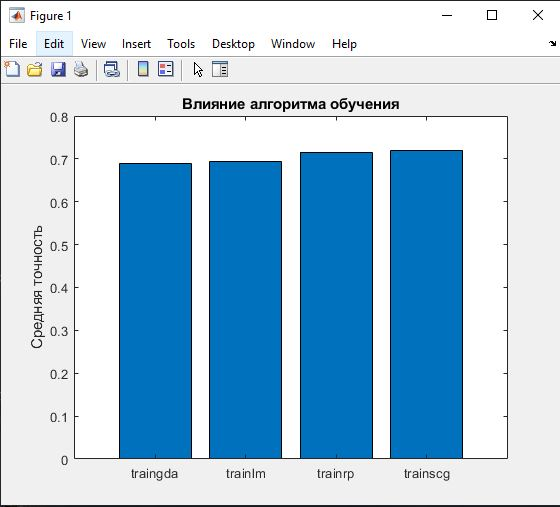 Figure 1
File Edit View Insert Tools Desktop Window Help
Влияние алгоритма обучения
Средняя точность
0.8
0.7
0.6
0.5
0.4
0.3
0.2
0.1
0
traingda trainlm trainrp trainscg